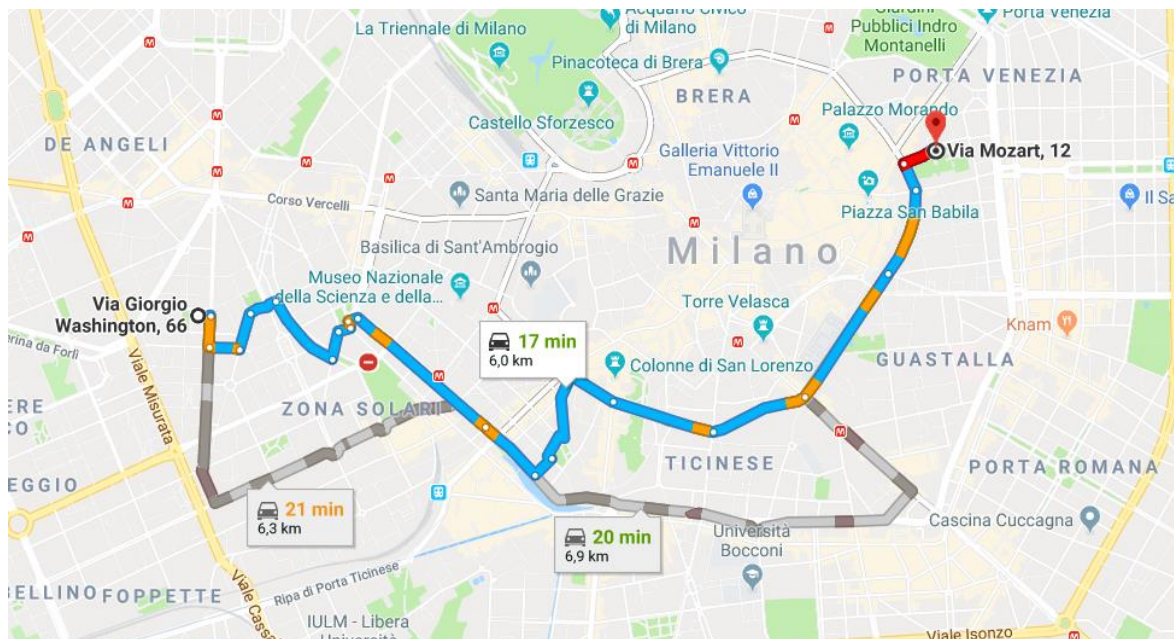 Acquario Civico
di Milano
Giardini
Pubblici Indro
Montanelli
Porta Venezia
La Triennale di Milano
Pinacoteca di Brera
PORTA VENEZIA
BRERA
Castello Sforzesco
Palazzo Morando
DE ANGELI
Galleria Vittorio
Emanuele II
Via Mozart, 12
Corso Vercelli
Santa Maria delle Grazie
Piazza San Babila
Basilica di Sant'Ambrogio
Milano
Museo Nazionale
della Scienza e della…
Via Giorgio
Washington, 66
Torre Velasca
Knam
17 min
6,0 km
Colonne di San Lorenzo
GUASTALLA
Viale Misurata
ZONA SOLARI
TICINESE
PORTA ROMANA
21 min
6,3 km
20 min
6,9 km
Università
Bocconi
Cascina Cuccagna
Ripa di Porta Ticinese
FOPPETTE
IULM - Libera
Viale Isonzo